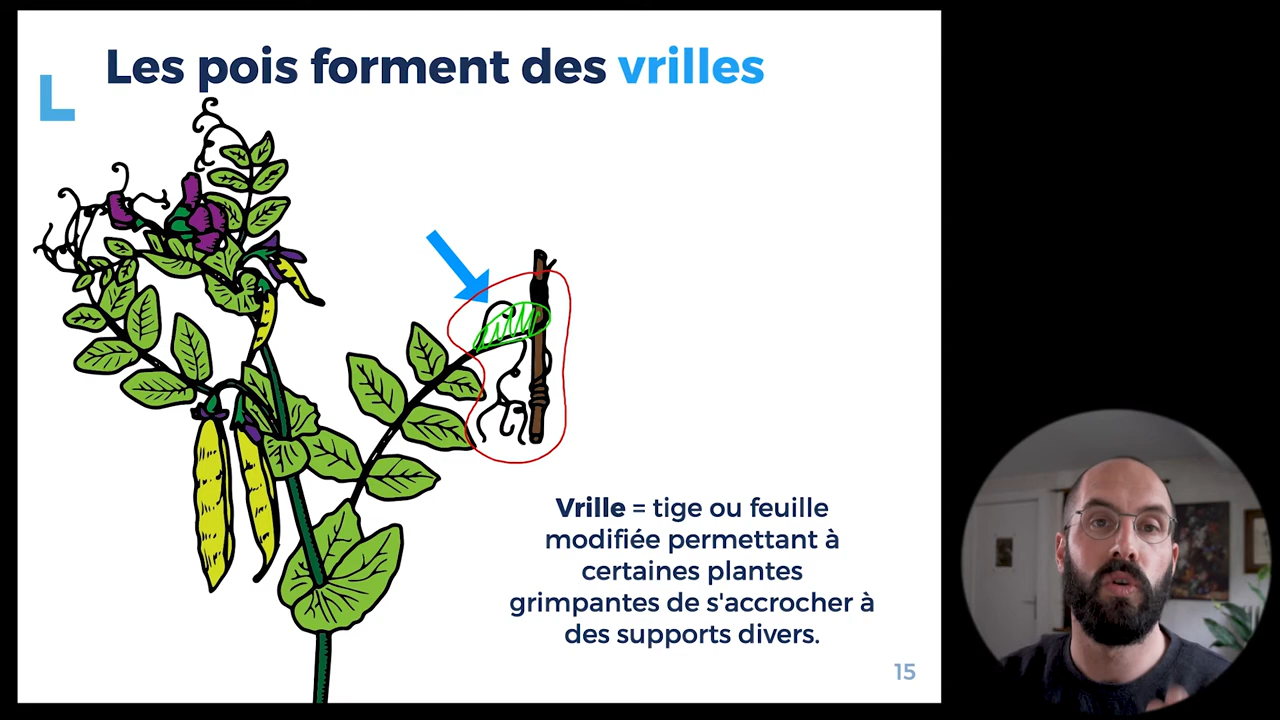 Les pois forment des vrilles
Vrille = tige ou feuille
modifiée permettant à
certaines plantes
grimpantes de s'accrocher à
des supports divers.
15